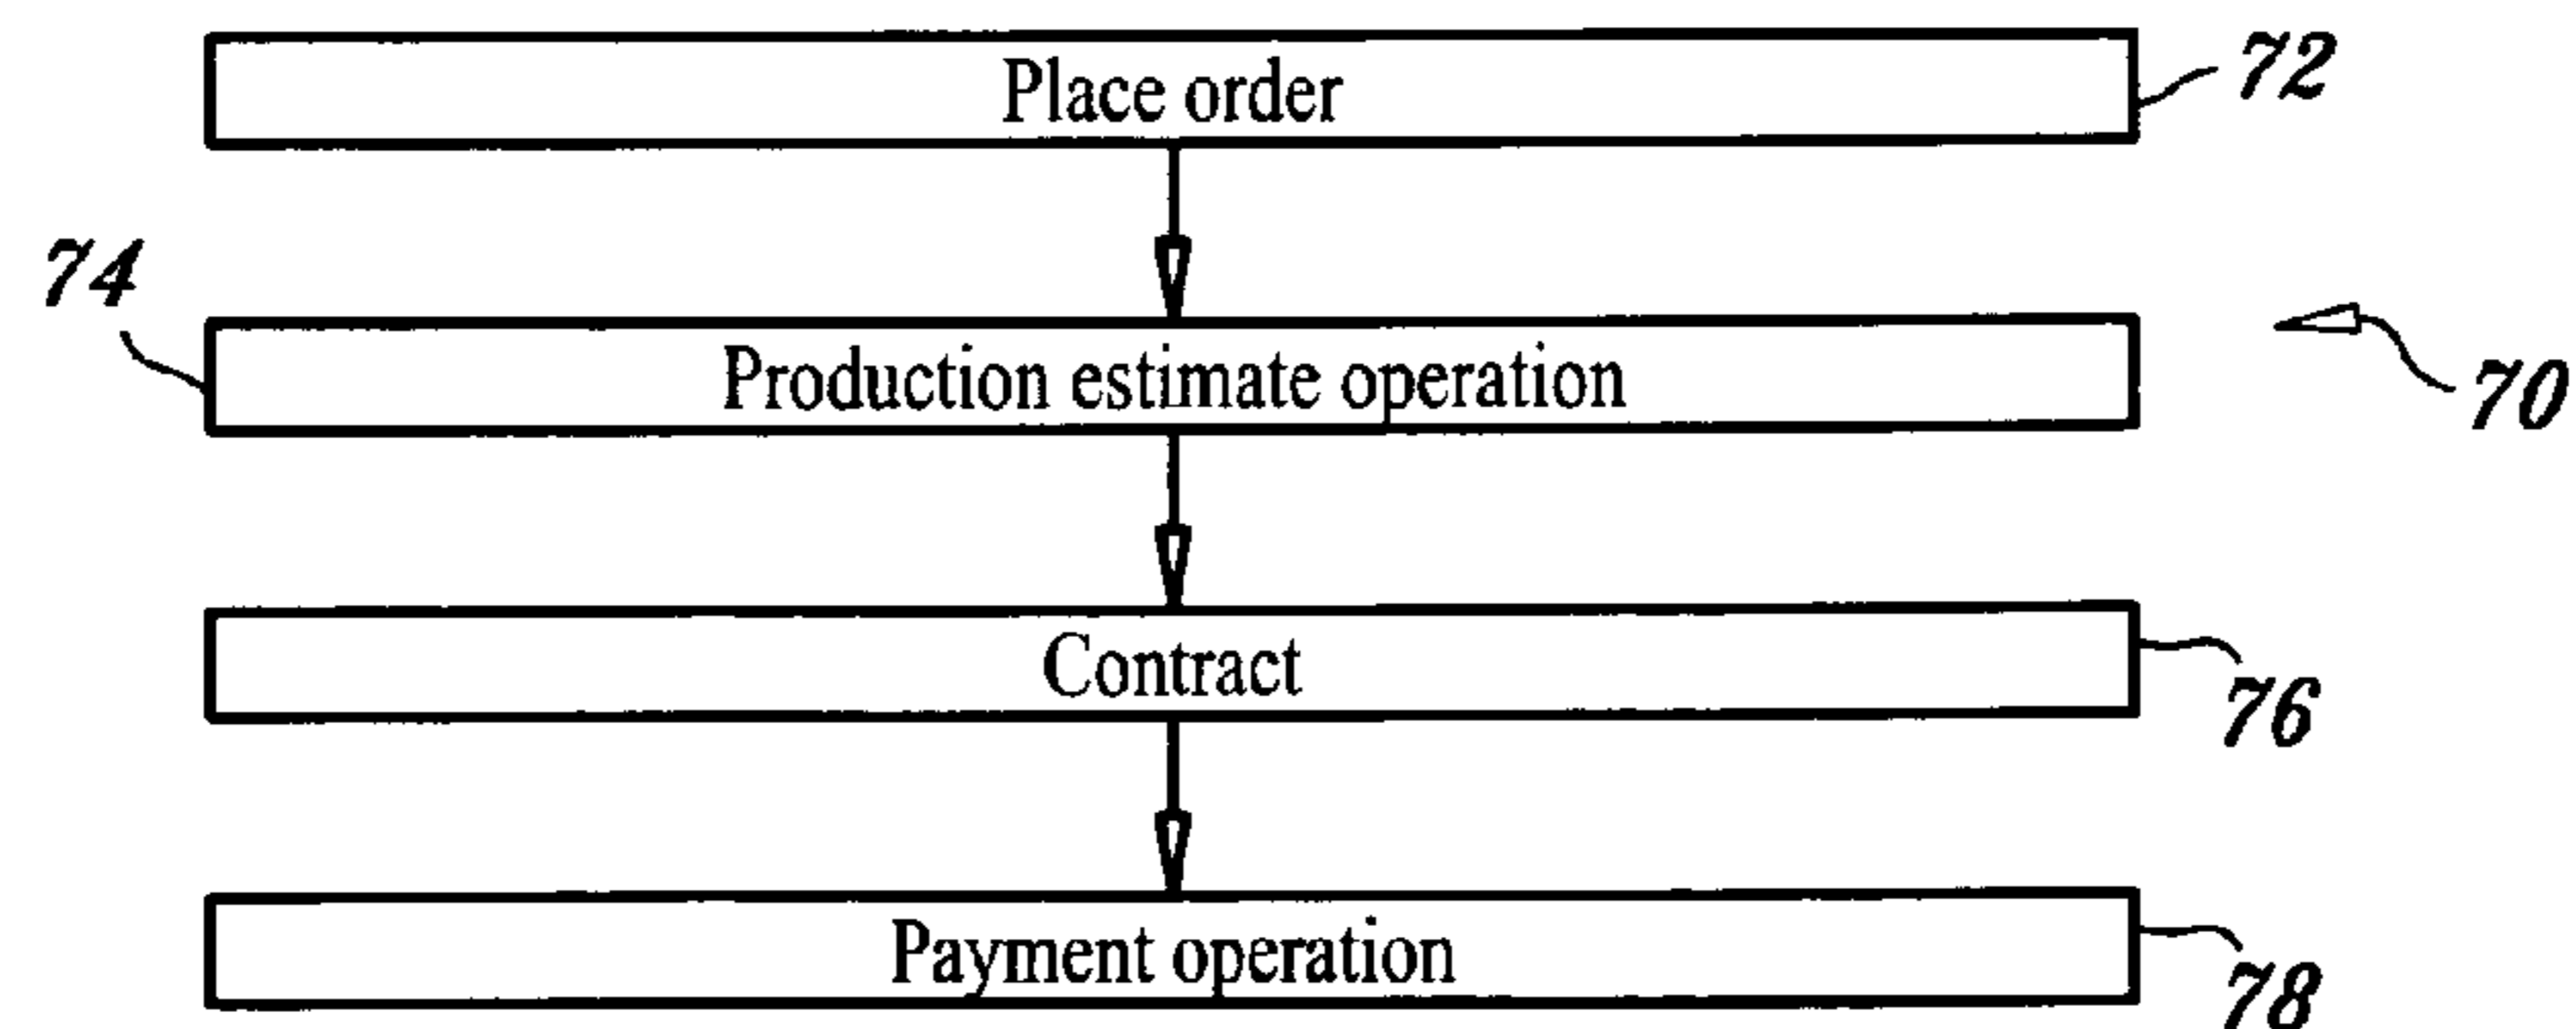 Place order
72
74
Production estimate operation
70
Contract
76
Payment operation
78